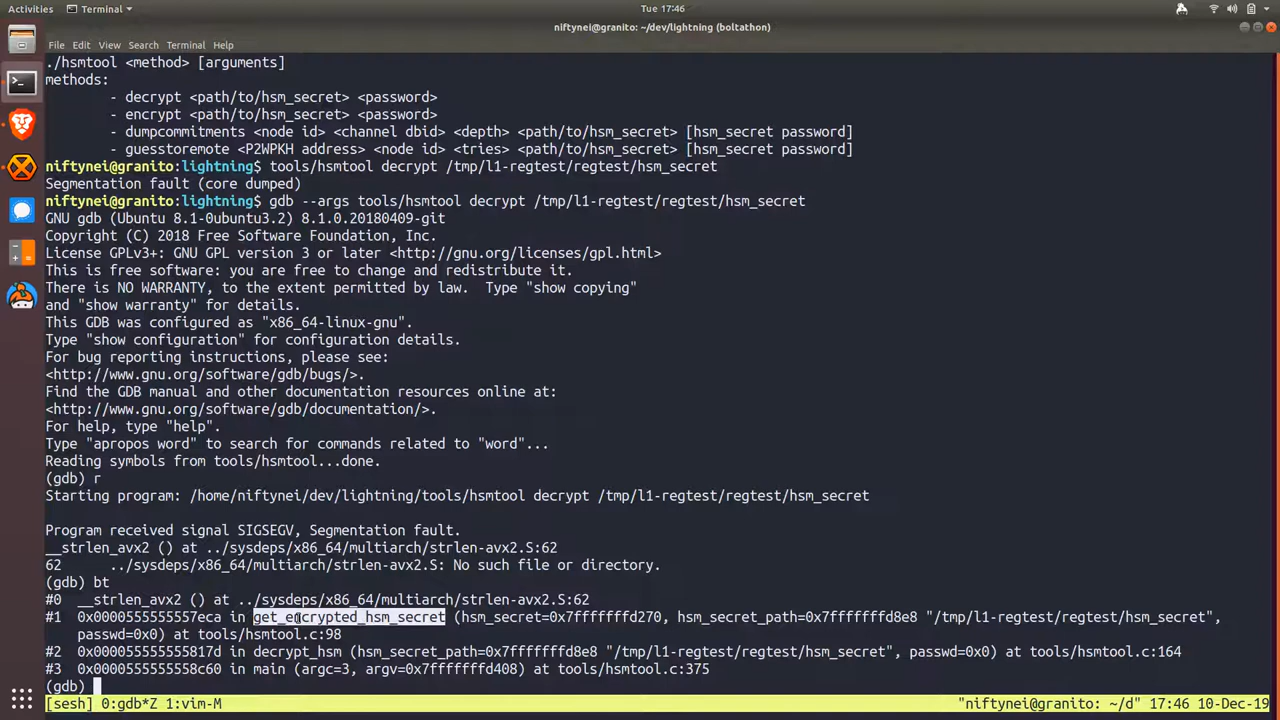 Activities
Terminal
Tue 17:46
niftynei@granito: ~/dev/lightning (boltathon)
File Edit View Search Terminal Help
./hsmtool <method> [arguments]
methods:
- decrypt <path/to/hsm_secret> <password>
- encrypt <path/to/hsm_secret> <password>
- dumpcommitments <node id> <channel dbid> <depth> <path/to/hsm_secret> [hsm_secret password]
- guesstoremote <P2WPKH address> <node id> <tries> <path/to/hsm_secret> [hsm_secret password]
niftynei@granito:lightning$ tools/hsmtool decrypt /tmp/l1-regtest/regtest/hsm_secret
Segmentation fault (core dumped)
niftynei@granito:lightning$ gdb --args tools/hsmtool decrypt /tmp/l1-regtest/regtest/hsm_secret
GNU gdb (Ubuntu 8.1-0ubuntu3.2) 8.1.0.20180409-git
Copyright (C) 2018 Free Software Foundation, Inc.
License GPLv3+: GNU GPL version 3 or later <http://gnu.org/licenses/gpl.html>
This is free software: you are free to change and redistribute it.
There is NO WARRANTY, to the extent permitted by law.  Type "show copying"
and "show warranty" for details.
This GDB was configured as "x86_64-linux-gnu".
Type "show configuration" for configuration details.
For bug reporting instructions, please see:
<http://www.gnu.org/software/gdb/bugs/>.
Find the GDB manual and other documentation resources online at:
<http://www.gnu.org/software/gdb/documentation/>.
For help, type "help".
Type "apropos word" to search for commands related to "word"...
Reading symbols from tools/hsmtool...done.
(gdb) r
Starting program: /home/niftynei/dev/lightning/tools/hsmtool decrypt /tmp/l1-regtest/regtest/hsm_secret
Program received signal SIGSEGV, Segmentation fault.
__strlen_avx2 () at ../sysdeps/x86_64/multiarch/strlen-avx2.S:62
62      ../sysdeps/x86_64/multiarch/strlen-avx2.S: No such file or directory.
(gdb) bt
#0  __strlen_avx2 () at ../sysdeps/x86_64/multiarch/strlen-avx2.S:62
#1  0x0000555555557eca in get_encrypted_hsm_secret (hsm_secret=0x7fffffffd270, hsm_secret_path=0x7fffffffd8e8 "/tmp/l1-regtest/regtest/hsm_secret",
passwd=0x0) at tools/hsmtool.c:98
#2  0x000055555555817d in decrypt_hsm (hsm_secret_path=0x7fffffffd8e8 "/tmp/l1-regtest/regtest/hsm_secret", passwd=0x0) at tools/hsmtool.c:164
#3  0x0000555555558c60 in main (argc=3, argv=0x7fffffffd408) at tools/hsmtool.c:375
(gdb)
[sesh] 0:gdb*Z 1:vim-M
"niftynei@granito: ~/d" 17:46 10-Dec-19